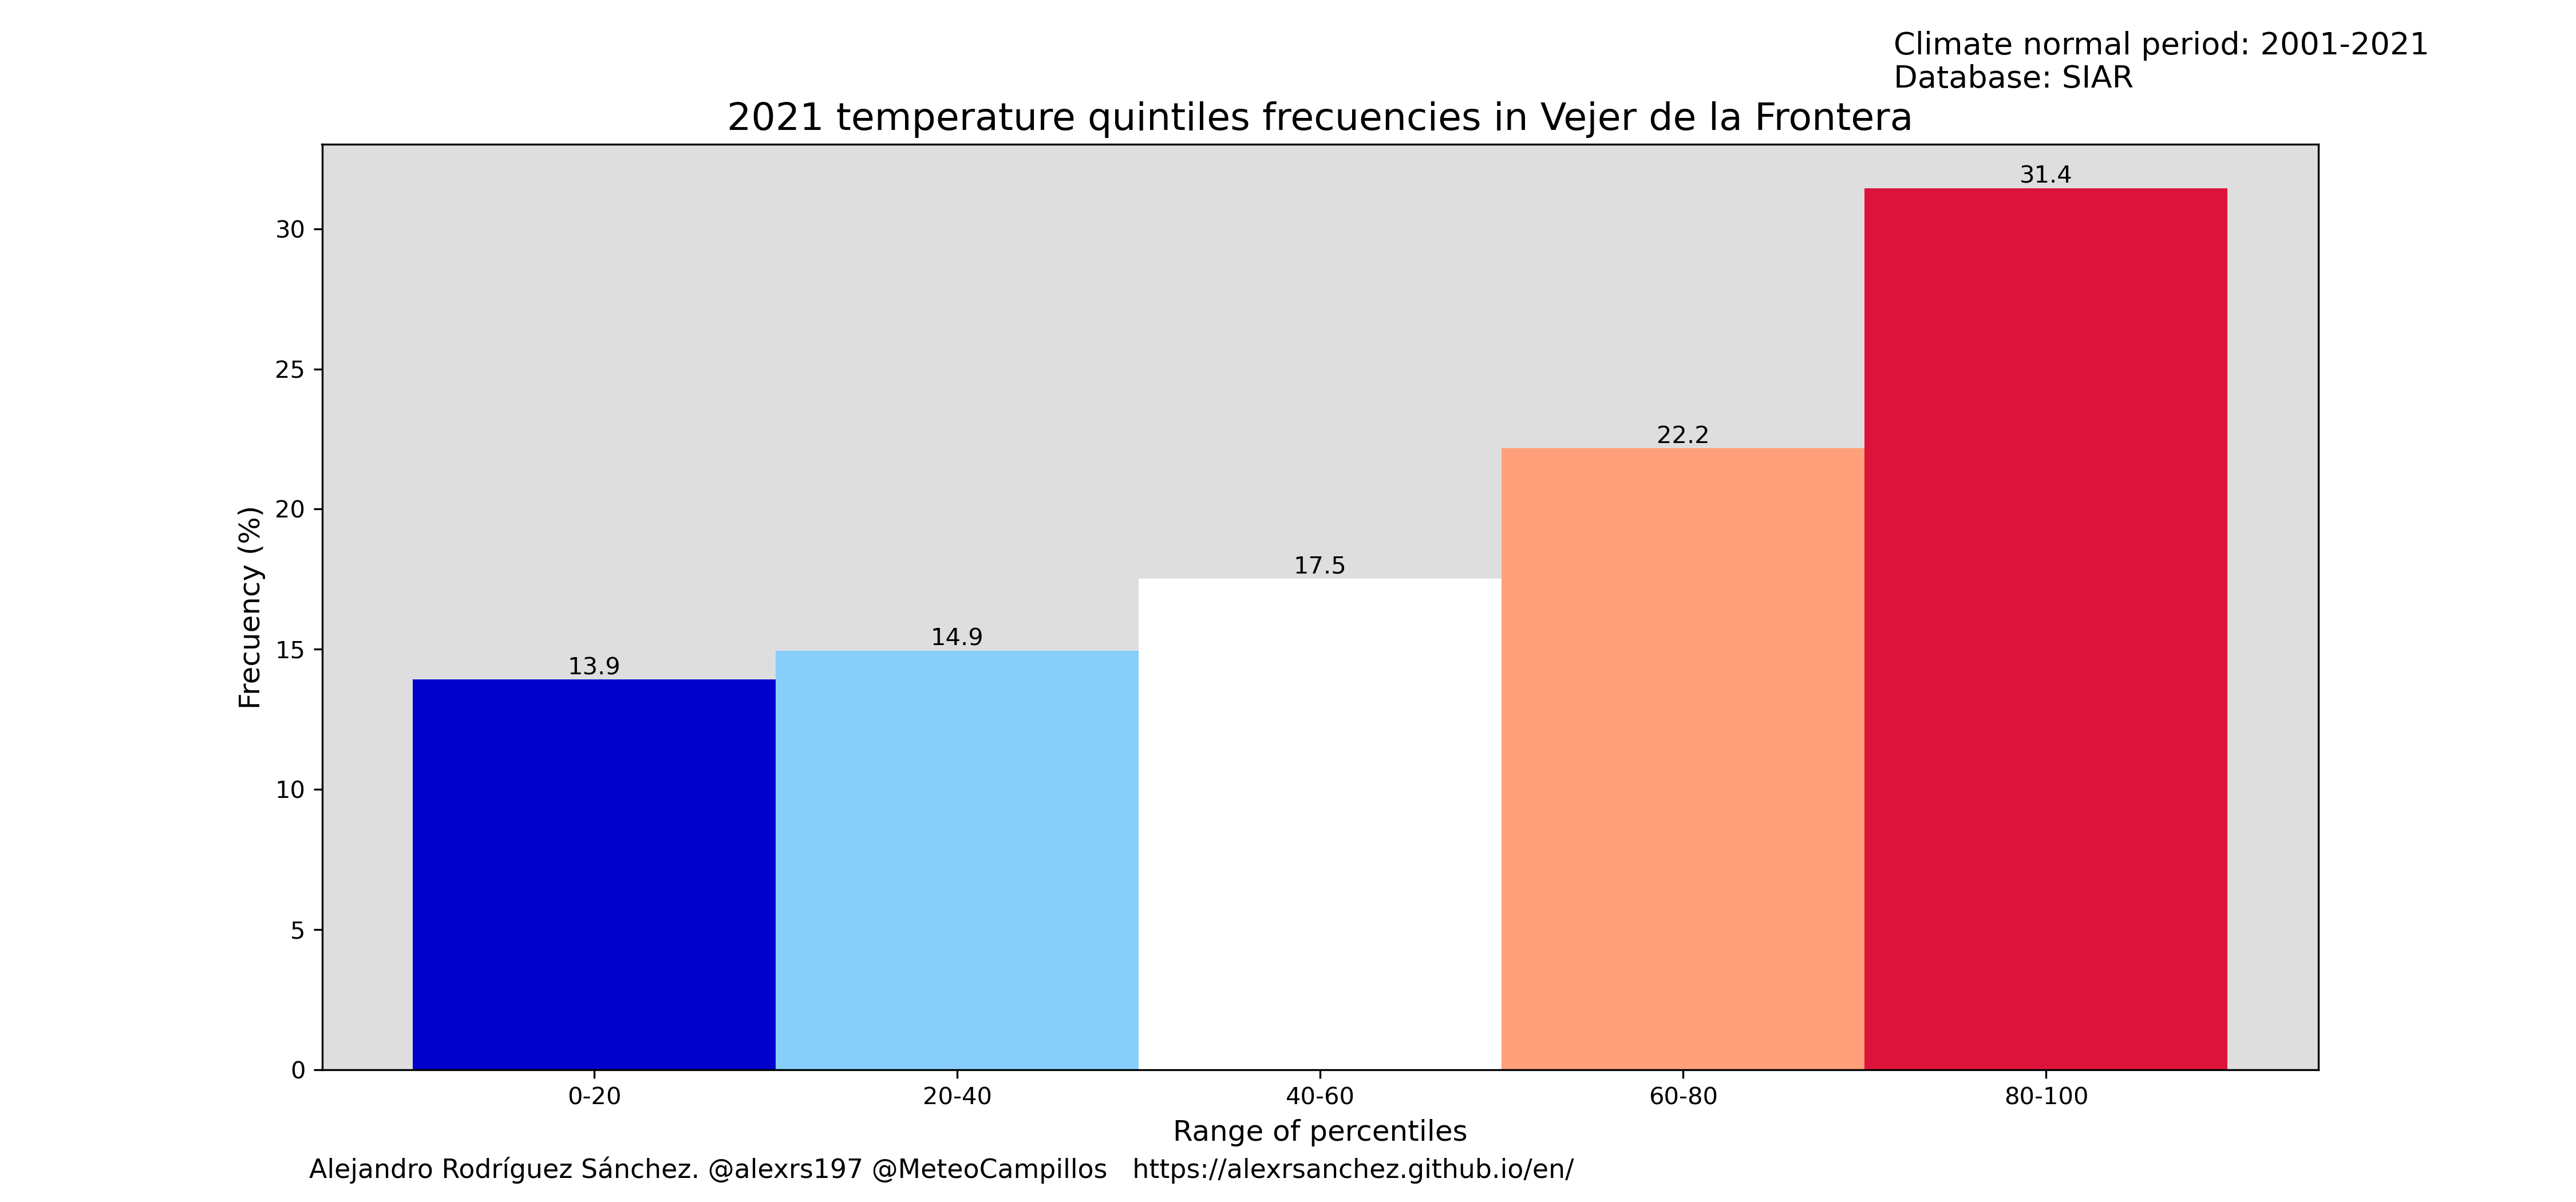 Climate normal period: 2001-2021
Database: SIAR
2021 temperature quintiles frecuencies in Vejer de la Frontera
31.4
30
25
22.2
20
Frecuency (%)
17.5
15
14.9
13.9
10
5
0
0-20 20-40 40-60 60-80 80-100
Range of percentiles
Alejandro Rodríguez Sánchez. @alexrs197 @MeteoCampillos https://alexrsanchez.github.io/en/